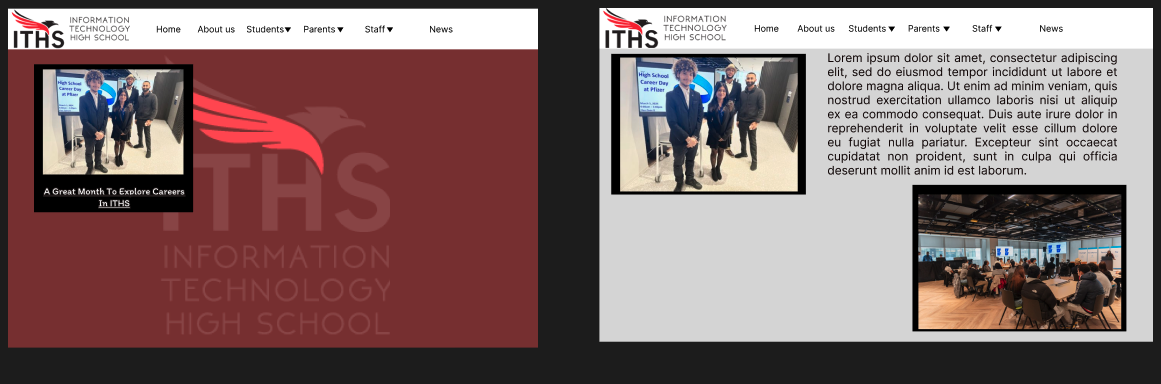 ITHS
INFORMATION
TECHNOLOGY
HIGH SCHOOL
Home About us Students▼ Parents▼ Staff▼ News
High School
Career Day
at Pfizer
A Great Month To Explore Careers
In ITHS
ITHS
INFORMATION
TECHNOLOGY
HIGH SCHOOL
ITHS
INFORMATION
TECHNOLOGY
HIGH SCHOOL
Home About us Students▼ Parents▼ Staff▼ News
High School
Career Day
at Pfizer
Lorem ipsum dolor sit amet, consectetur adipiscing
elit, sed do eiusmod tempor incididunt ut labore et
dolore magna aliqua. Ut enim ad minim veniam, quis
nostrud exercitation ullamco laboris nisi ut aliquip
ex ea commodo consequat. Duis aute irure dolor in
reprehenderit in voluptate velit esse cillum dolore
eu fugiat nulla pariatur. Excepteur sint occaecat
cupidatat non proident, sunt in culpa qui officia
deserunt mollit anim id est laborum.